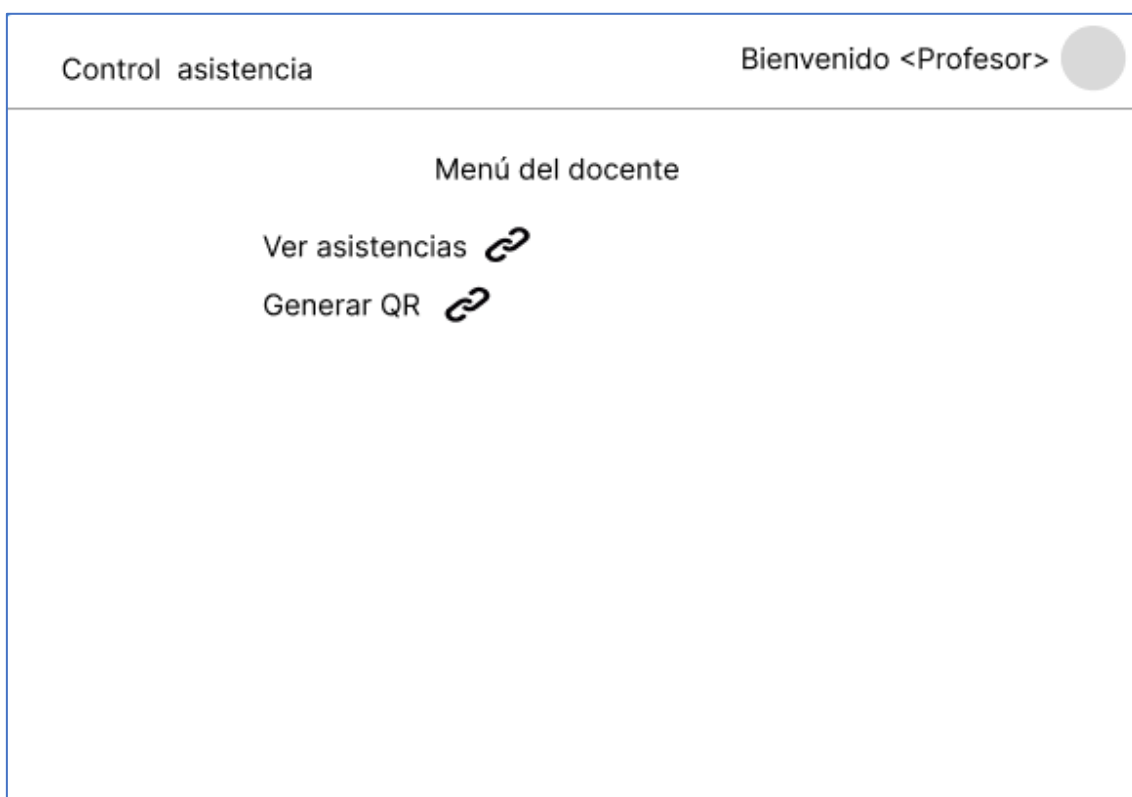 Control asistencia
Bienvenido <Profesor>
Menú del docente
Ver asistencias
Generar QR